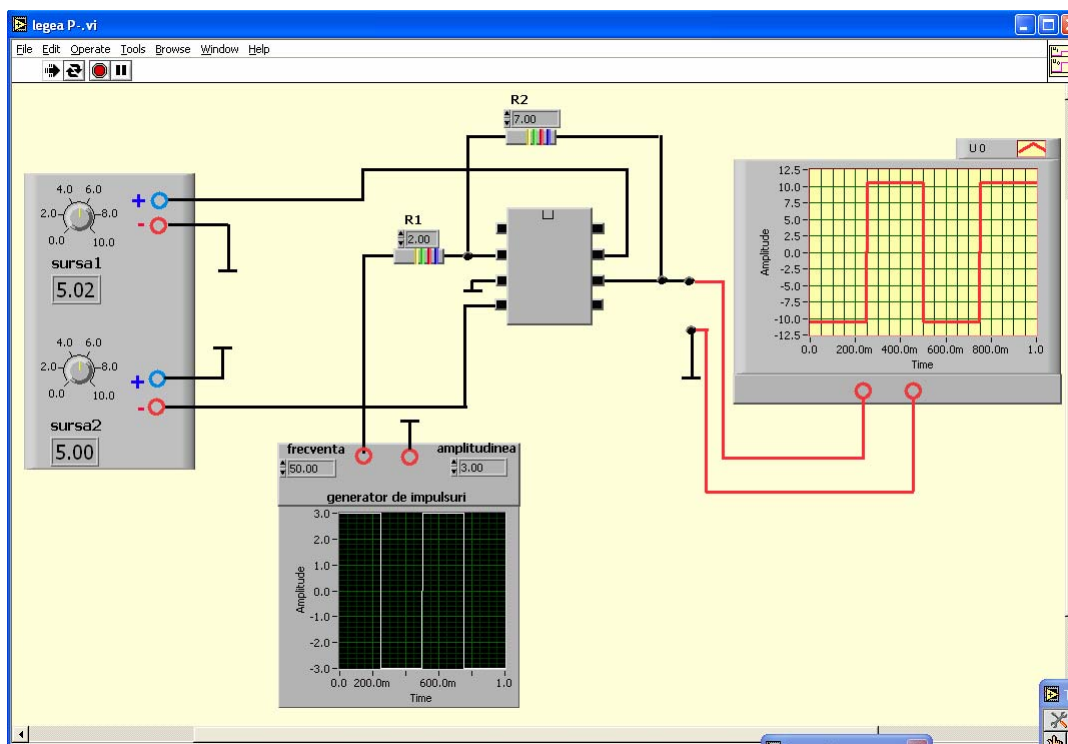 legea P-.vi
File Edit Operate Tools Browse Window Help
R2
7.00
U 0
R1
2.00
4.0 6.0
2.0 8.0
0.0 10.0
+
-
sursa1
5.02
4.0 6.0
2.0 8.0
0.0 10.0
+
-
sursa2
5.00
Amplitude
12.5
10.0
7.5
5.0
2.5
0.0
-2.5
-5.0
-7.5
-10.0
-12.5
0.0 200.0m 400.0m 600.0m 800.0m 1.0
Time
frecventa amplitudinea
50.00 3.00
generator de impulsuri
Amplitude
3.0
2.0
1.0
0.0
-1.0
-2.0
-3.0
0.0 200.0m 600.0m 1.0
Time